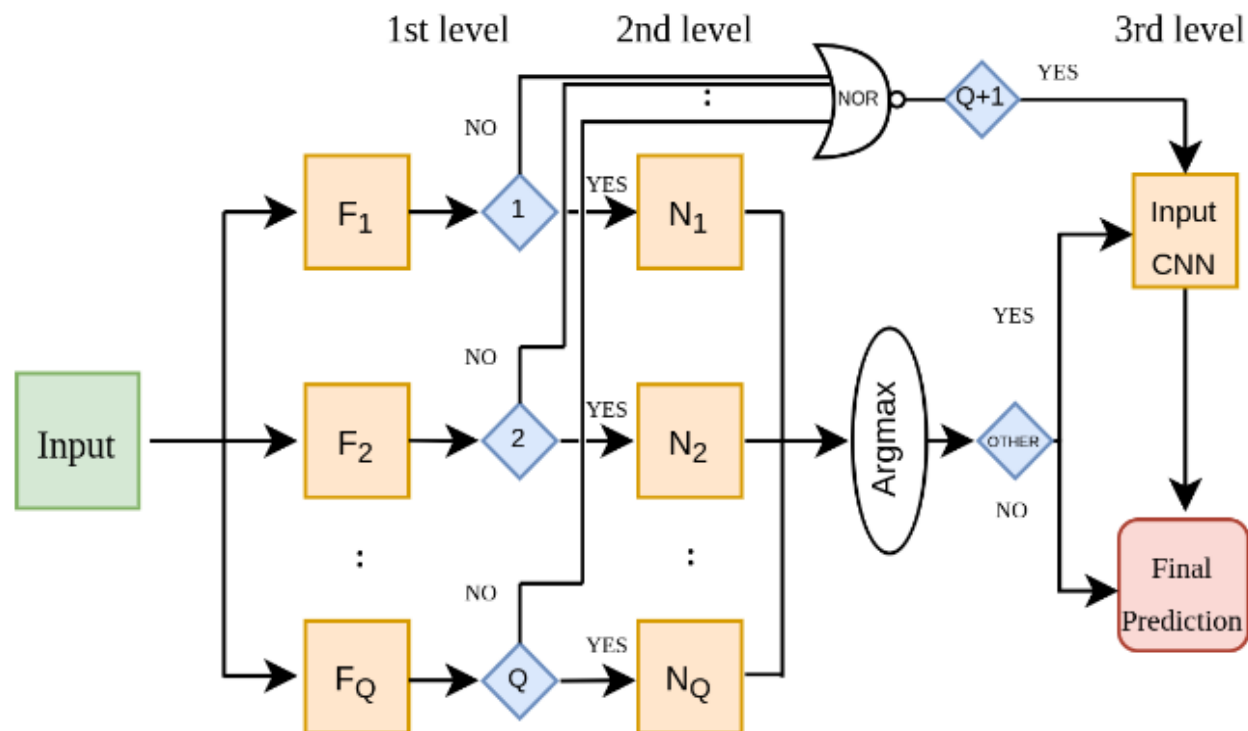 1st level
2nd level
3rd level
NOR
Q+1
YES
NO
F1
1
YES
N1
Input
CNN
NO
YES
Input
F2
2
YES
N2
Argmax
OTHER
NO
:
:
:
NO
Final
Prediction
FQ
Q
YES
NQ